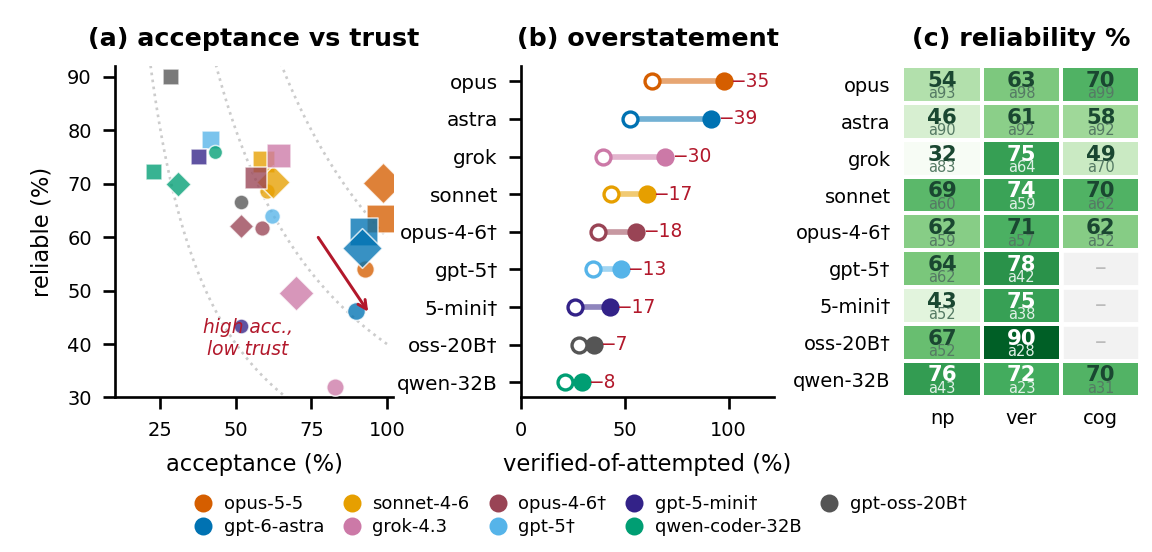 (a) acceptance vs trust
90
80
70
60
50
40
30
reliable (%)
high acc.,
low trust
25
50
75
100
acceptance (%)
(b) overstatement
opus
−35
astra
−39
grok
−30
sonnet
−17
opus-4-6†
−18
gpt-5†
−13
5-mini†
−17
oss-20B†
−7
qwen-32B
−8
0
50
100
verified-of-attempted (%)
(c) reliability %
opus
54 63 70
a93 a98 a99
astra
46 61 58
a90 a92 a92
grok
32 75 49
a83 a64 a70
sonnet
69 74 70
a60 a59 a62
opus-4-6†
62 71 62
a59 a57 a52
gpt-5†
64 78 –
a62 a42
5-mini†
43 75 –
a52 a38
oss-20B†
67 90 –
a52 a28
qwen-32B
76 72 70
a43 a23 a31
np ver cog
opus-5-5 sonnet-4-6 opus-4-6† gpt-5-mini† gpt-oss-20B†
gpt-6-astra grok-4.3 gpt-5† qwen-coder-32B